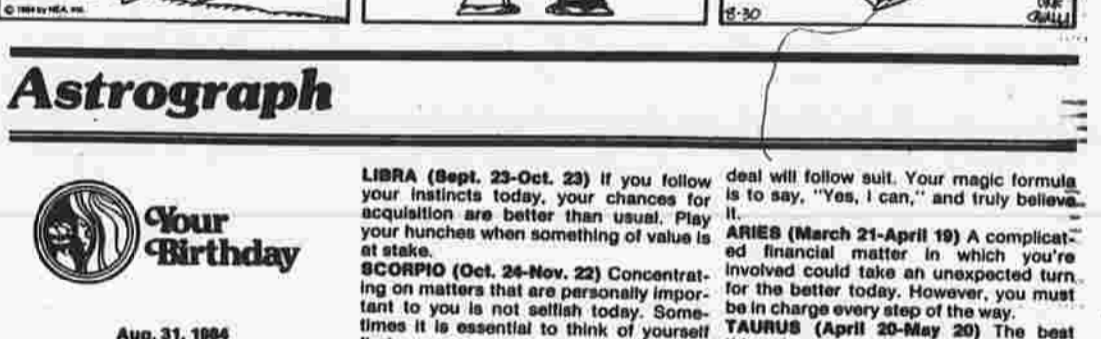 © 1984 by NEA, Inc.
8-30
Astrograph
Your
Birthday
Aug. 31, 1984
LIBRA (Sept. 23-Oct. 23) If you follow
your instincts today, your chances for
acquisition are better than usual. Play
your hunches when something of value is
at stake.
SCORPIO (Oct. 24-Nov. 22) Concentrat-
ing on matters that are personally impor-
tant to you is not selfish today. Some-
times it is essential to think of yourself
deal will follow suit. Your magic formula
is to say, "Yes, I can," and truly believe
it.
ARIES (March 21-April 19) A complicat-
ed financial matter in which you're
involved could take an unexpected turn
for the better today. However, you must
be in charge every step of the way.
TAURUS (April 20-May 20) The best